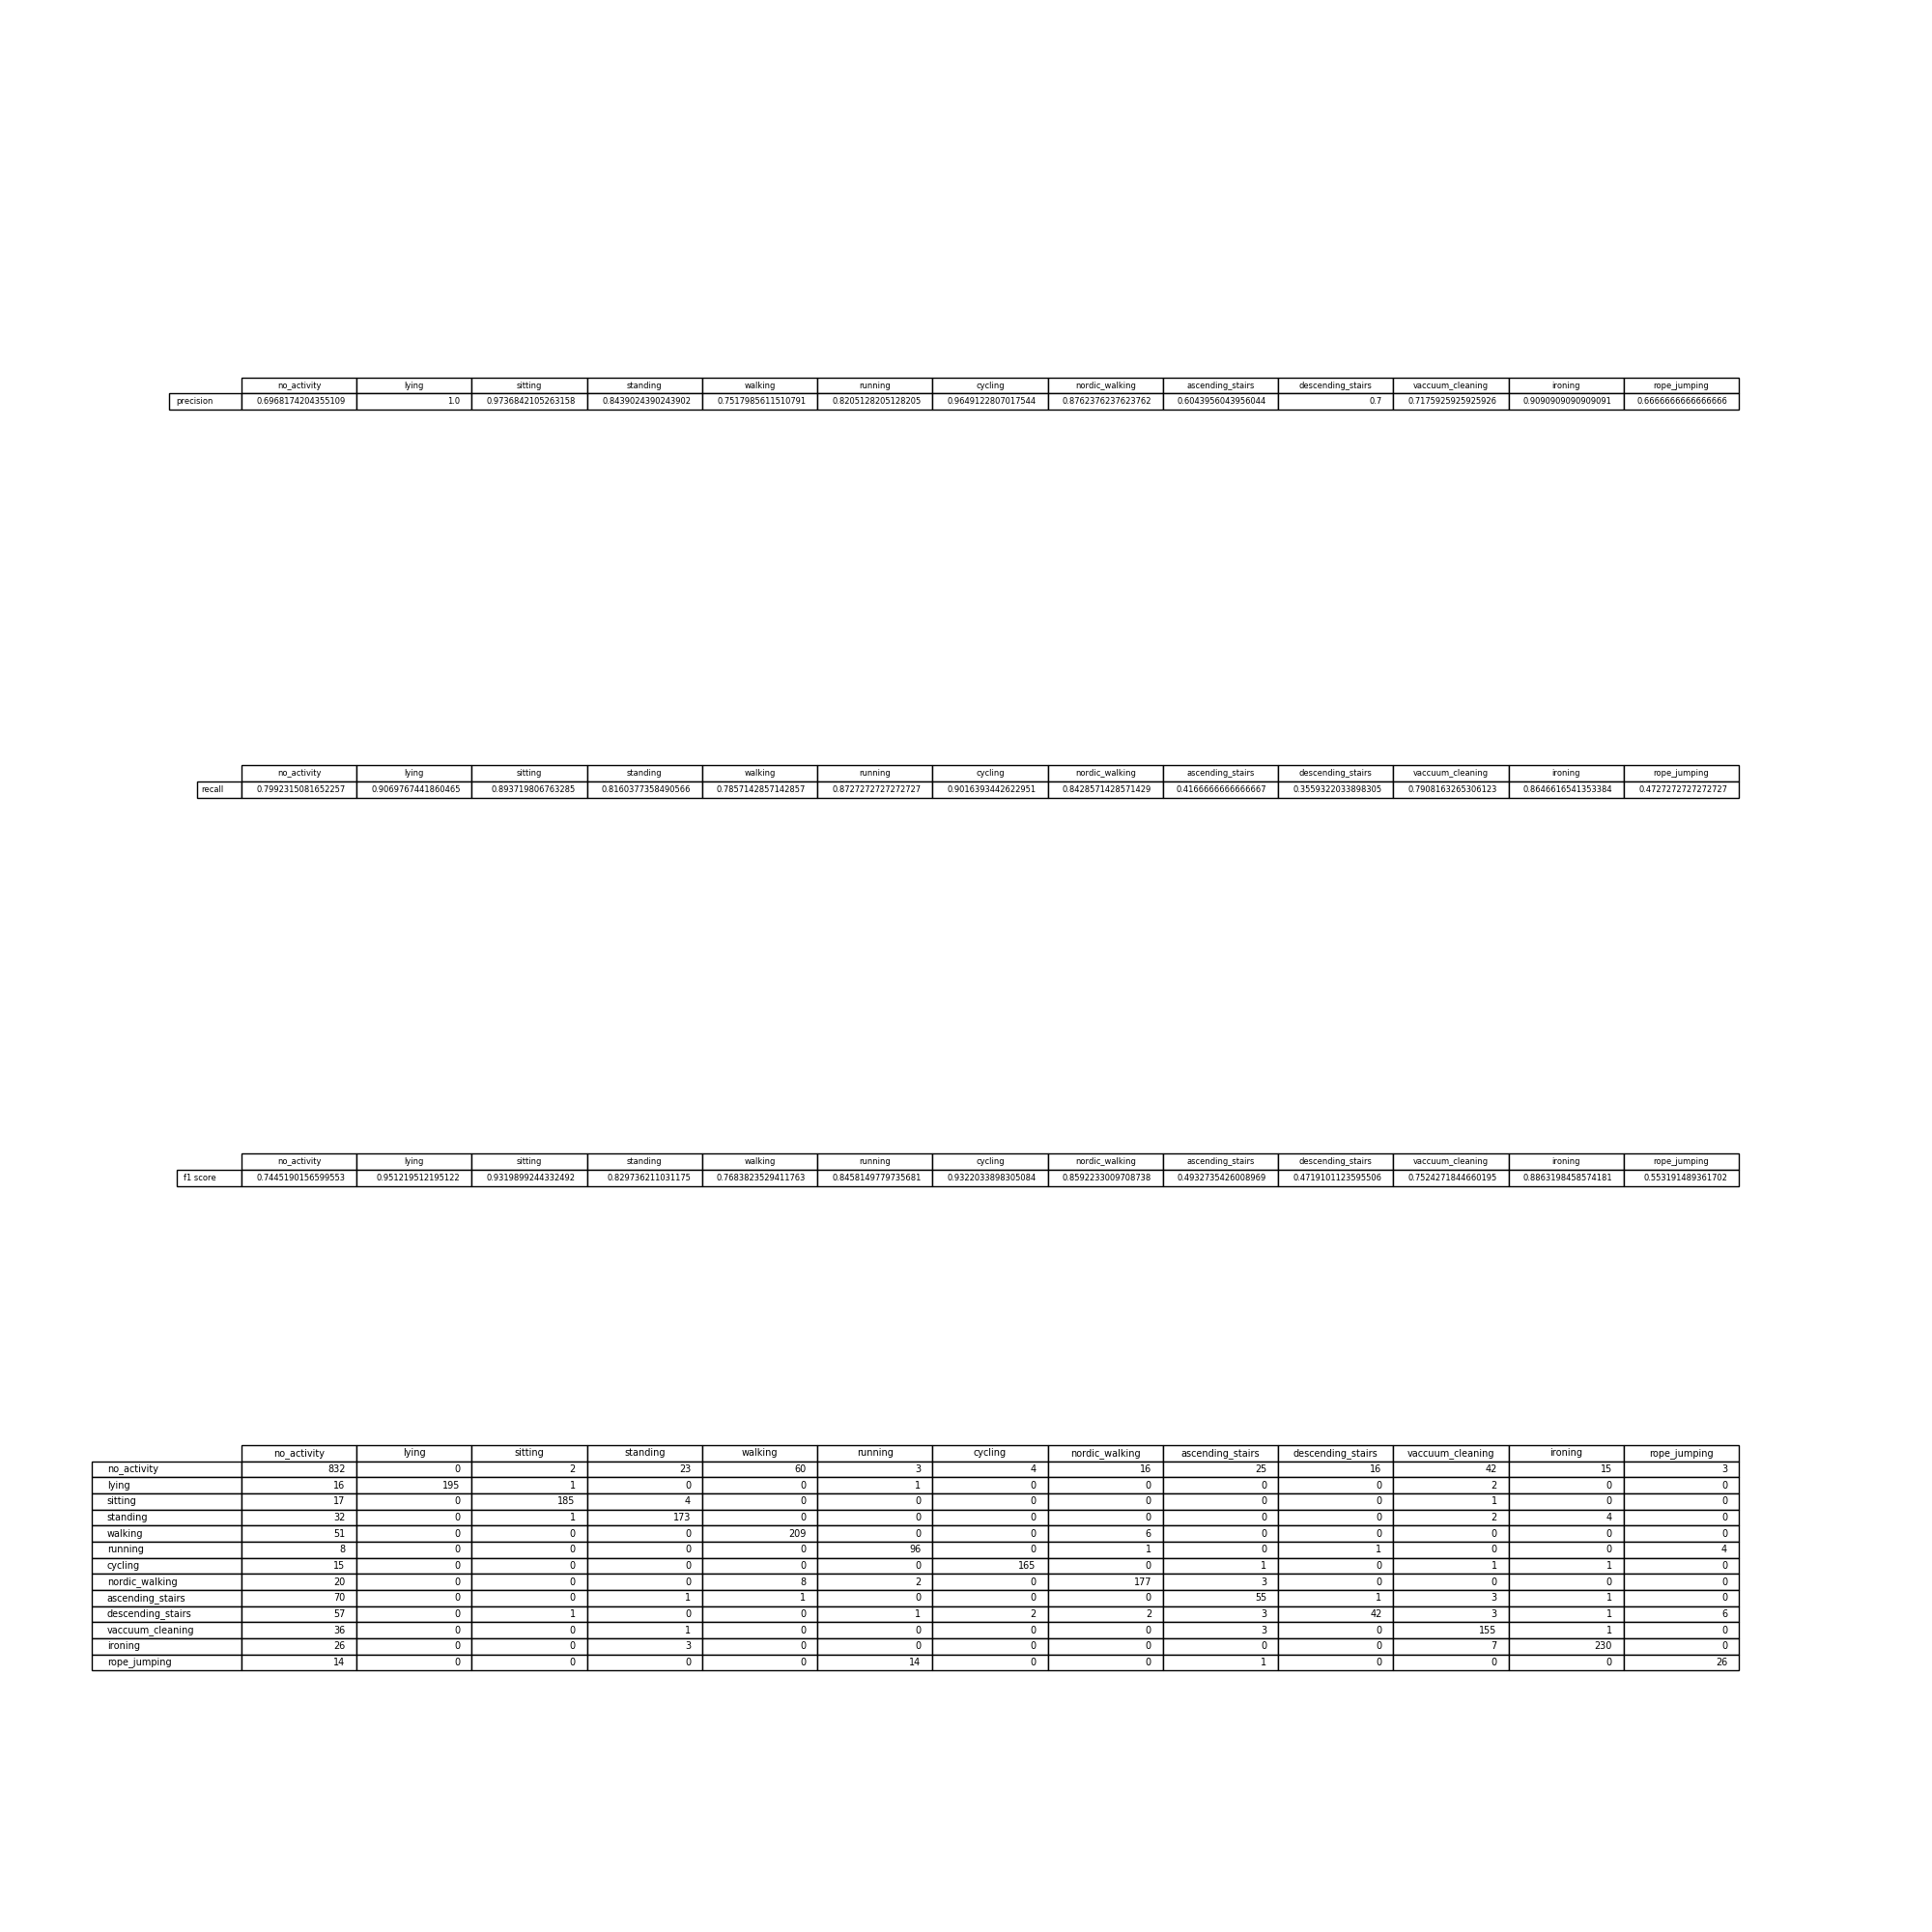 no_activity lying sitting standing walking running cycling nordic_walking ascending_stairs descending_stairs vaccuum_cleaning ironing rope_jumping
precision 0.6968174204355109 1.0 0.9736842105263158 0.8439024390243902 0.7517985611510791 0.8205128205128205 0.9649122807017544 0.8762376237623762 0.6043956043956044 0.7 0.7175925925925926 0.9090909090909091 0.6666666666666666
no_activity lying sitting standing walking running cycling nordic_walking ascending_stairs descending_stairs vaccuum_cleaning ironing rope_jumping
recall 0.7992315081652257 0.9069767441860465 0.893719806763285 0.8160377358490566 0.7857142857142857 0.8727272727272727 0.9016393442622951 0.8428571428571429 0.4166666666666667 0.3559322033898305 0.7908163265306123 0.8646616541353384 0.4727272727272727
no_activity lying sitting standing walking running cycling nordic_walking ascending_stairs descending_stairs vaccuum_cleaning ironing rope_jumping
f1 score 0.7445190156599553 0.951219512195122 0.9319899244332492 0.829736211031175 0.7683823529411763 0.8458149779735681 0.9322033898305084 0.8592233009708738 0.4932735426008969 0.4719101123595506 0.7524271844660195 0.8863198458574181 0.553191489361702
no_activity lying sitting standing walking running cycling nordic_walking ascending_stairs descending_stairs vaccuum_cleaning ironing rope_jumping
no_activity 832 0 2 23 60 3 4 16 25 16 42 15 3
lying 16 195 1 0 0 1 0 0 0 0 2 0 0
sitting 17 0 185 4 0 0 0 0 0 0 1 0 0
standing 32 0 1 173 0 0 0 0 0 0 2 4 0
walking 51 0 0 0 209 0 0 6 0 0 0 0 0
running 8 0 0 0 0 96 0 1 0 1 0 0 4
cycling 15 0 0 0 0 0 165 0 1 0 1 1 0
nordic_walking 20 0 0 0 8 2 0 177 3 0 0 0 0
ascending_stairs 70 0 0 1 1 0 0 0 55 1 3 1 0
descending_stairs 57 0 1 0 0 1 2 2 3 42 3 1 6
vaccuum_cleaning 36 0 0 1 0 0 0 0 3 0 155 1 0
ironing 26 0 0 3 0 0 0 0 0 0 7 230 0
rope_jumping 14 0 0 0 0 14 0 0 1 0 0 0 26